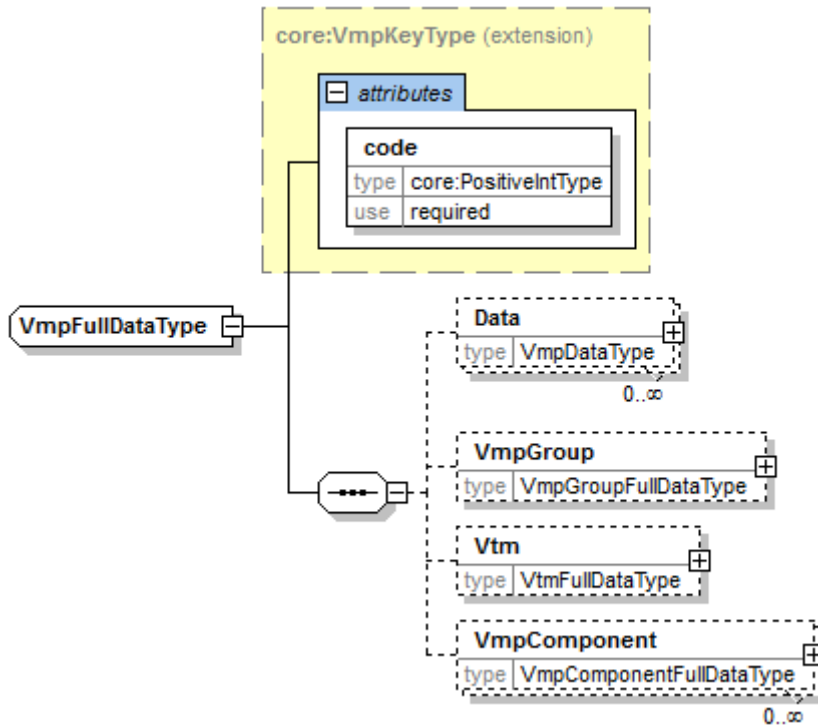 core:VmpKeyType (extension)
attributes
code
type core:PositiveIntType
use required
VmpFullDataType
Data
type VmpDataType
0..∞
VmpGroup
type VmpGroupFullDataType
Vtm
type VtmFullDataType
VmpComponent
type VmpComponentFullDataType
0..∞